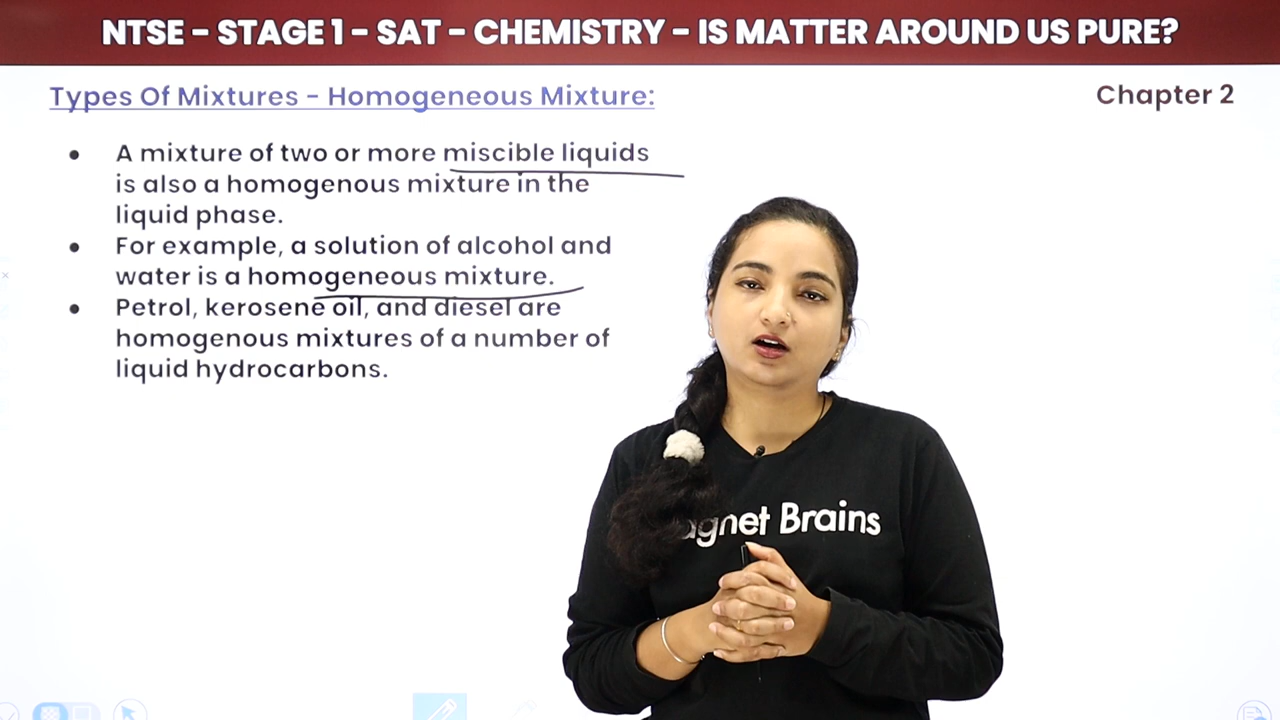 NTSE – STAGE 1 – SAT – CHEMISTRY – IS MATTER AROUND US PURE?
Types Of Mixtures – Homogeneous Mixture:
Chapter 2
• A mixture of two or more miscible liquids
is also a homogenous mixture in the
liquid phase.
• For example, a solution of alcohol and
water is a homogeneous mixture.
• Petrol, kerosene oil, and diesel are
homogenous mixtures of a number of
liquid hydrocarbons.
agnet Brains